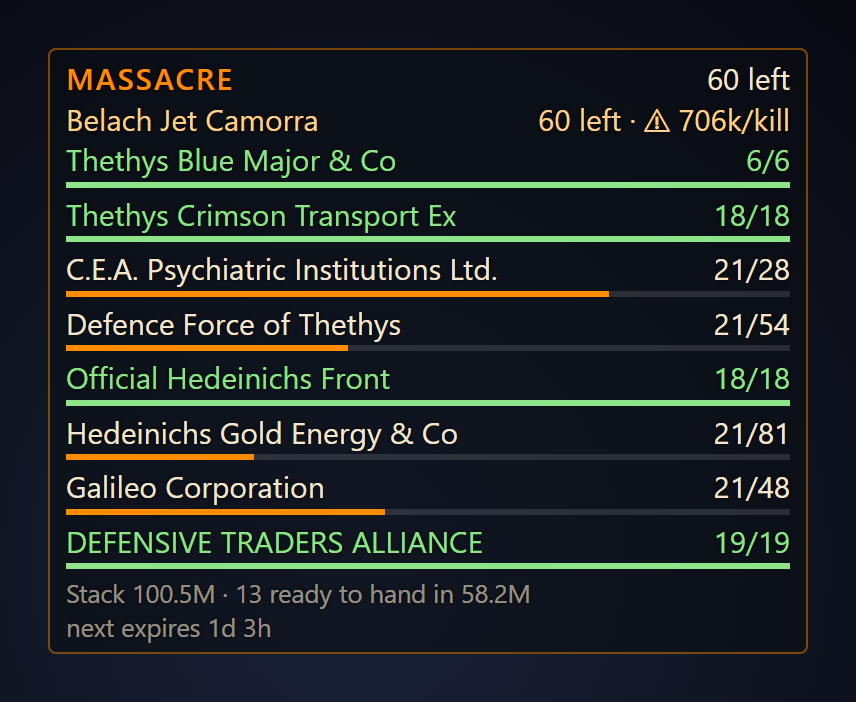 MASSACRE 60 left
Belach Jet Camorra 60 left · ⚠ 706k/kill
Thethys Blue Major & Co 6/6
Thethys Crimson Transport Ex 18/18
C.E.A. Psychiatric Institutions Ltd. 21/28
Defence Force of Thethys 21/54
Official Hedeinichs Front 18/18
Hedeinichs Gold Energy & Co 21/81
Galileo Corporation 21/48
DEFENSIVE TRADERS ALLIANCE 19/19
Stack 100.5M · 13 ready to hand in 58.2M
next expires 1d 3h